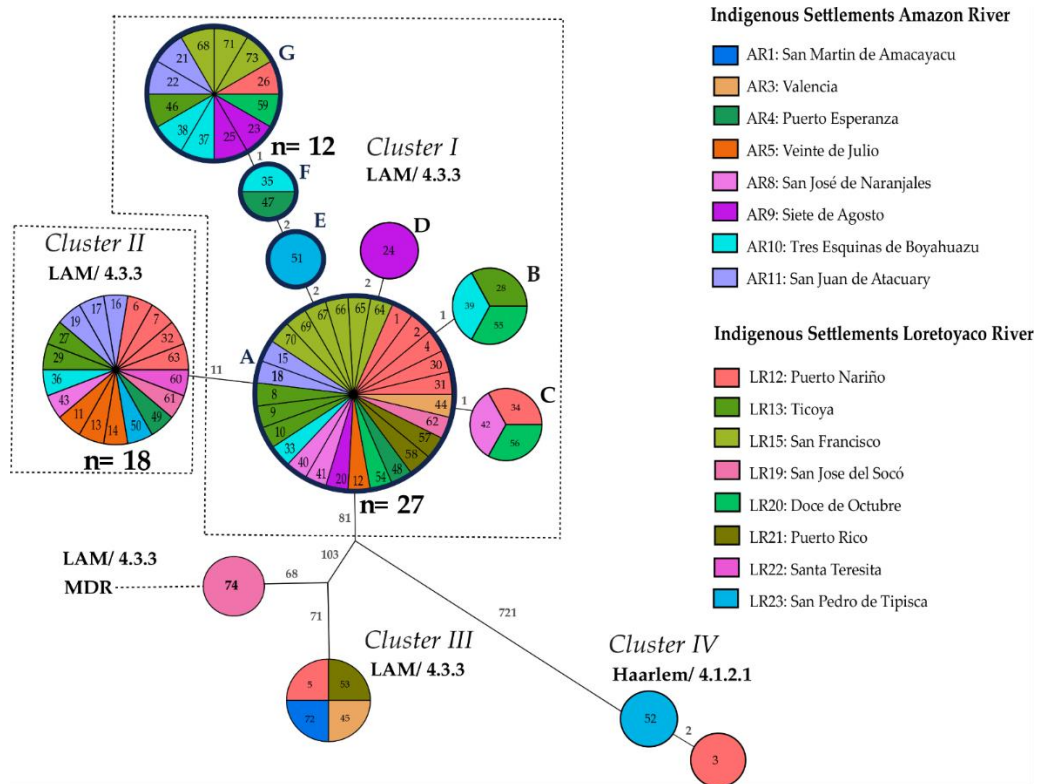 Indigenous Settlements Amazon River
AR1: San Martin de Amacayacu
AR3: Valencia
AR4: Puerto Esperanza
AR5: Veinte de Julio
AR8: San José de Naranjales
AR9: Siete de Agosto
AR10: Tres Esquinas de Boyahuazu
AR11: San Juan de Atacuary
Indigenous Settlements Loretoyaco River
LR12: Puerto Nariño
LR13: Ticoya
LR15: San Francisco
LR19: San Jose del Socó
LR20: Doce de Octubre
LR21: Puerto Rico
LR22: Santa Teresita
LR23: San Pedro de Tipisca
G
68
71
73
26
59
23
25
37
38
46
22
21
n= 12
1
Cluster I
LAM/ 4.3.3
F
35
47
2
E
51
2
D
24
2
B
28
39
55
1
C
34
42
56
1
A
64
1
2
4
30
31
44
62
57
58
48
54
12
20
41
40
33
10
9
8
18
15
70
69
67
66
65
n= 27
11
Cluster II
LAM/ 4.3.3
16
6
7
32
63
60
61
49
50
14
13
11
43
36
29
27
19
17
n= 18
81
103
68
LAM/ 4.3.3
MDR
74
71
Cluster III
LAM/ 4.3.3
5
53
72
45
721
Cluster IV
Haarlem/ 4.1.2.1
52
2
3